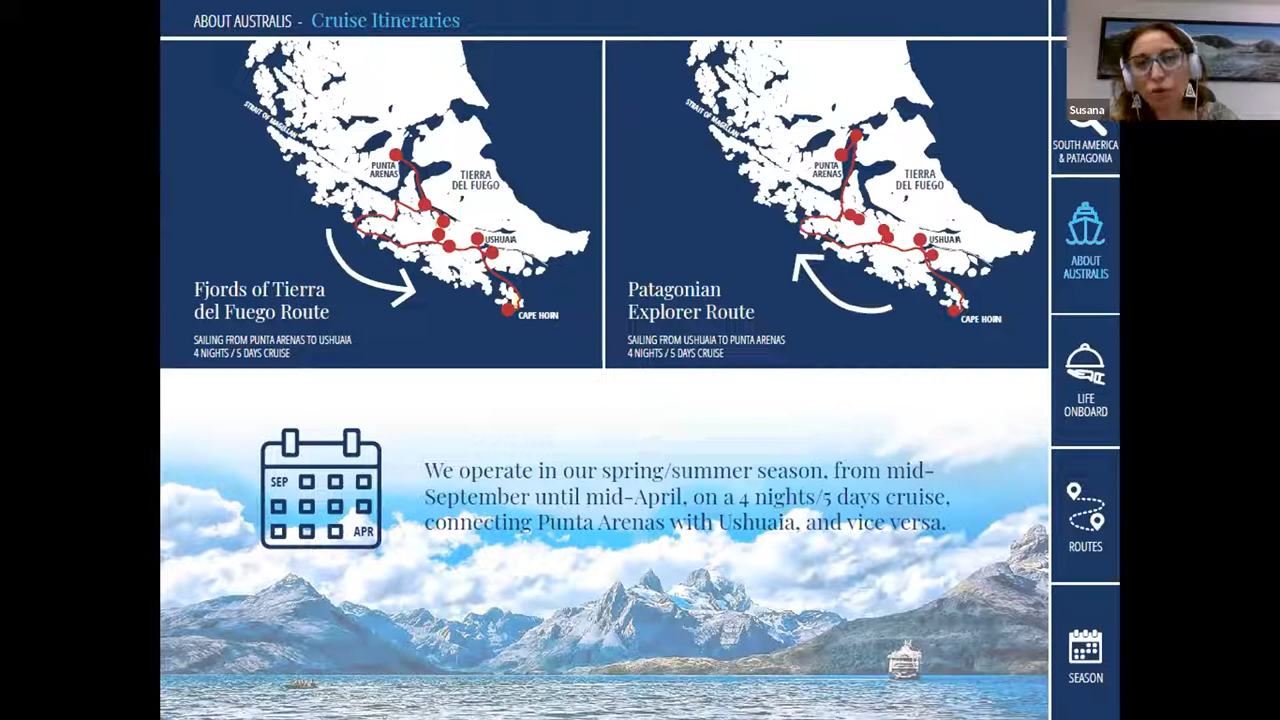 ABOUT AUSTRALIS - Cruise Itineraries
STRAIT OF MAGELLAN
PUNTA
ARENAS
TIERRA
DEL FUEGO
USHUAIA
CAPE HORN
Fjords of Tierra
del Fuego Route
SAILING FROM PUNTA ARENAS TO USHUAIA
4 NIGHTS / 5 DAYS CRUISE
STRAIT OF MAGELLAN
PUNTA
ARENAS
TIERRA
DEL FUEGO
USHUAIA
CAPE HORN
Patagonian
Explorer Route
SAILING FROM USHUAIA TO PUNTA ARENAS
4 NIGHTS / 5 DAYS CRUISE
SEP
APR
We operate in our spring/summer season, from mid-
September until mid-April, on a 4 nights/5 days cruise,
connecting Punta Arenas with Ushuaia, and vice versa.
Susana
SOUTH AMERICA
& PATAGONIA
ABOUT
AUSTRALIS
LIFE
ONBOARD
ROUTES
SEASON